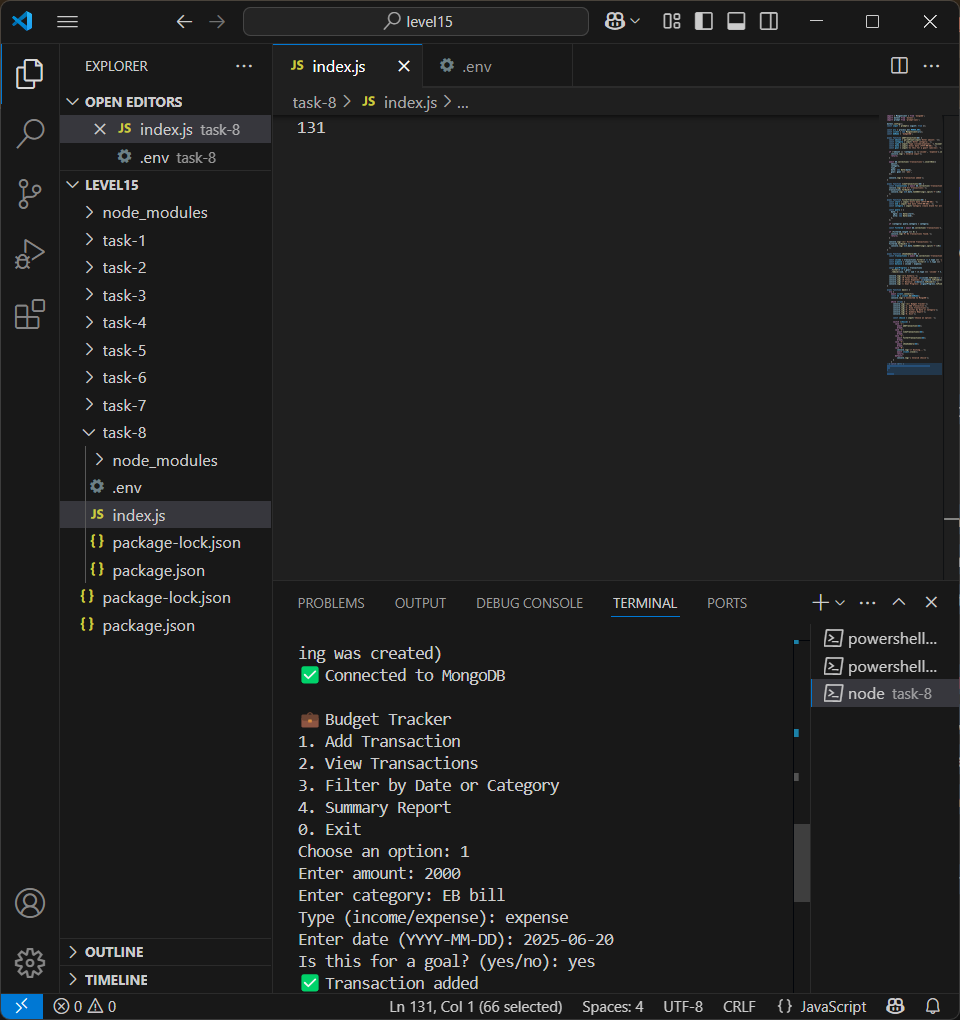 level15
EXPLORER
OPEN EDITORS
JS index.js task-8
.env task-8
LEVEL15
node_modules
task-1
task-2
task-3
task-4
task-5
task-6
task-7
task-8
node_modules
.env
JS index.js
{} package-lock.json
{} package.json
{} package-lock.json
{} package.json
OUTLINE
TIMELINE
JS index.js
.env
task-8 > JS index.js > ...
131
PROBLEMS OUTPUT DEBUG CONSOLE TERMINAL PORTS
ing was created)
✅ Connected to MongoDB
💼 Budget Tracker
1. Add Transaction
2. View Transactions
3. Filter by Date or Category
4. Summary Report
0. Exit
Choose an option: 1
Enter amount: 2000
Enter category: EB bill
Type (income/expense): expense
Enter date (YYYY-MM-DD): 2025-06-20
Is this for a goal? (yes/no): yes
✅ Transaction added
powershell...
powershell...
node task-8
0 0 Ln 131, Col 1 (66 selected) Spaces: 4 UTF-8 CRLF {} JavaScript